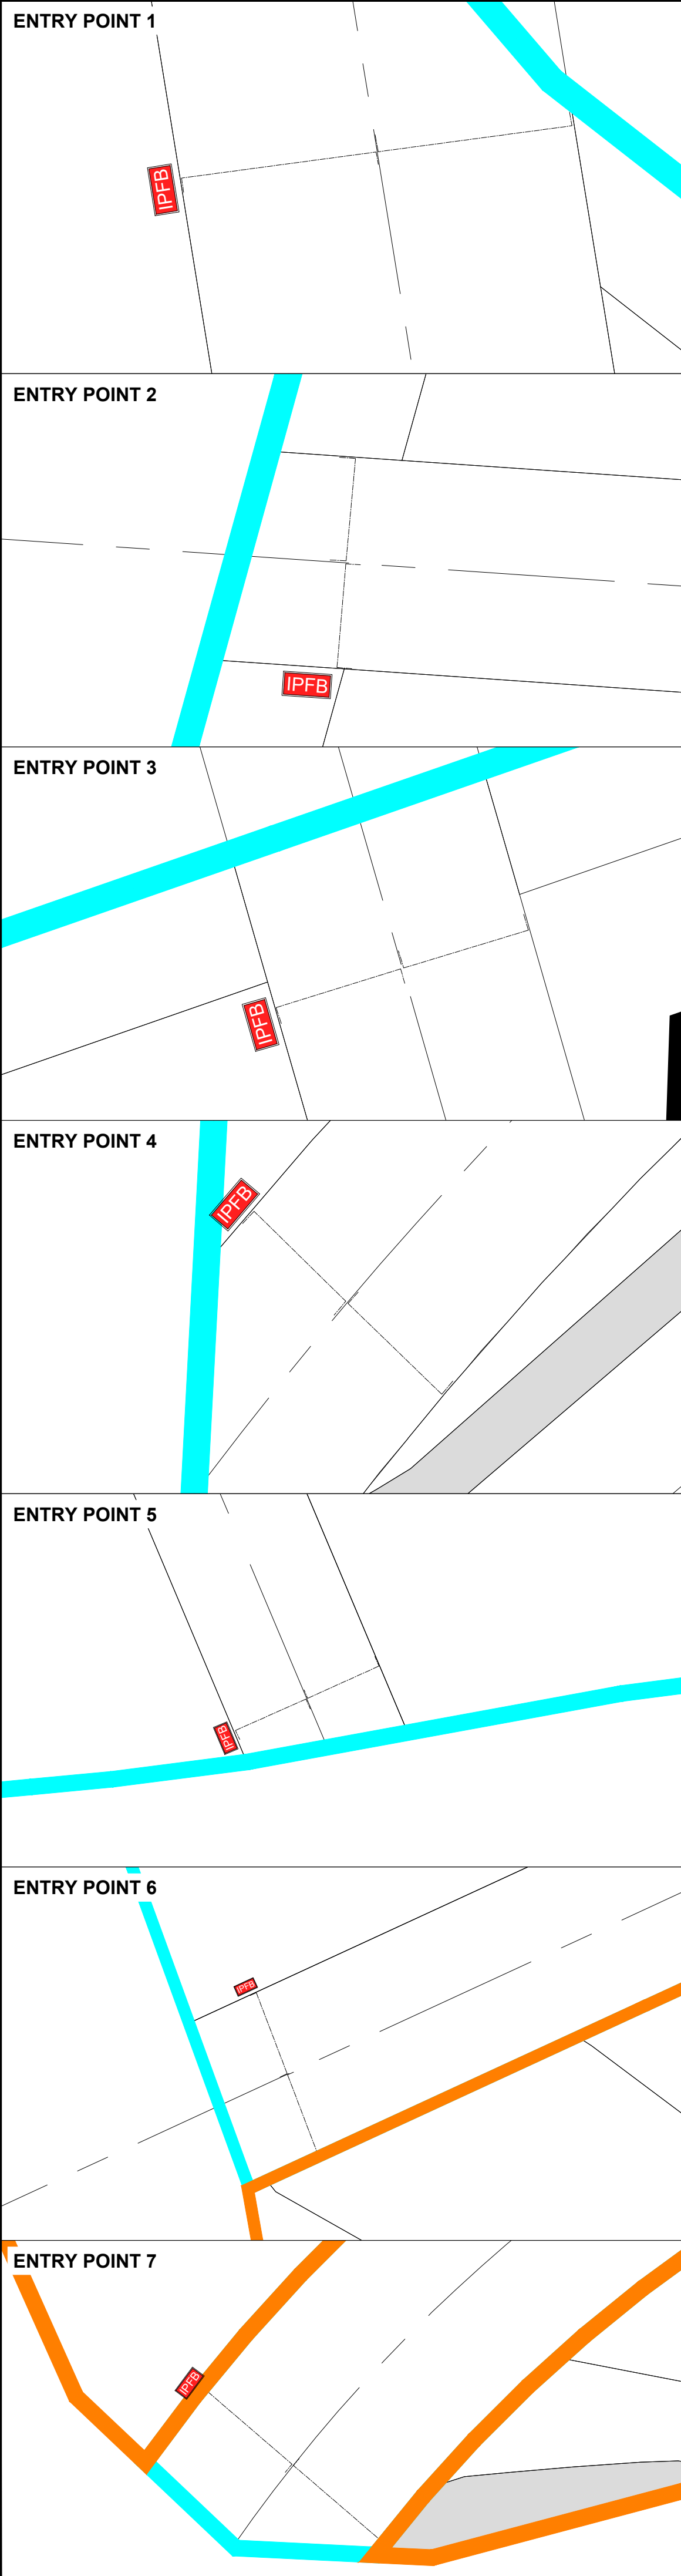 ENTRY POINT 1
IPFB
ENTRY POINT 2
IPFB
ENTRY POINT 3
IPFB
ENTRY POINT 4
IPFB
ENTRY POINT 5
IPFB
ENTRY POINT 6
IPFB
ENTRY POINT 7
IPFB